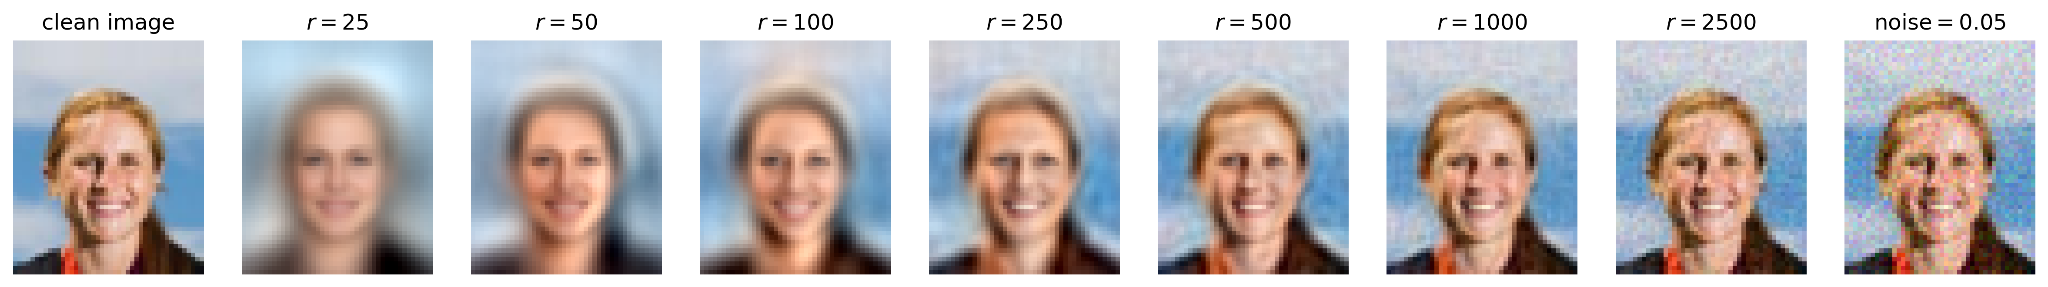 clean image
r = 25
r = 50
r = 100
r = 250
r = 500
r = 1000
r = 2500
noise = 0.05